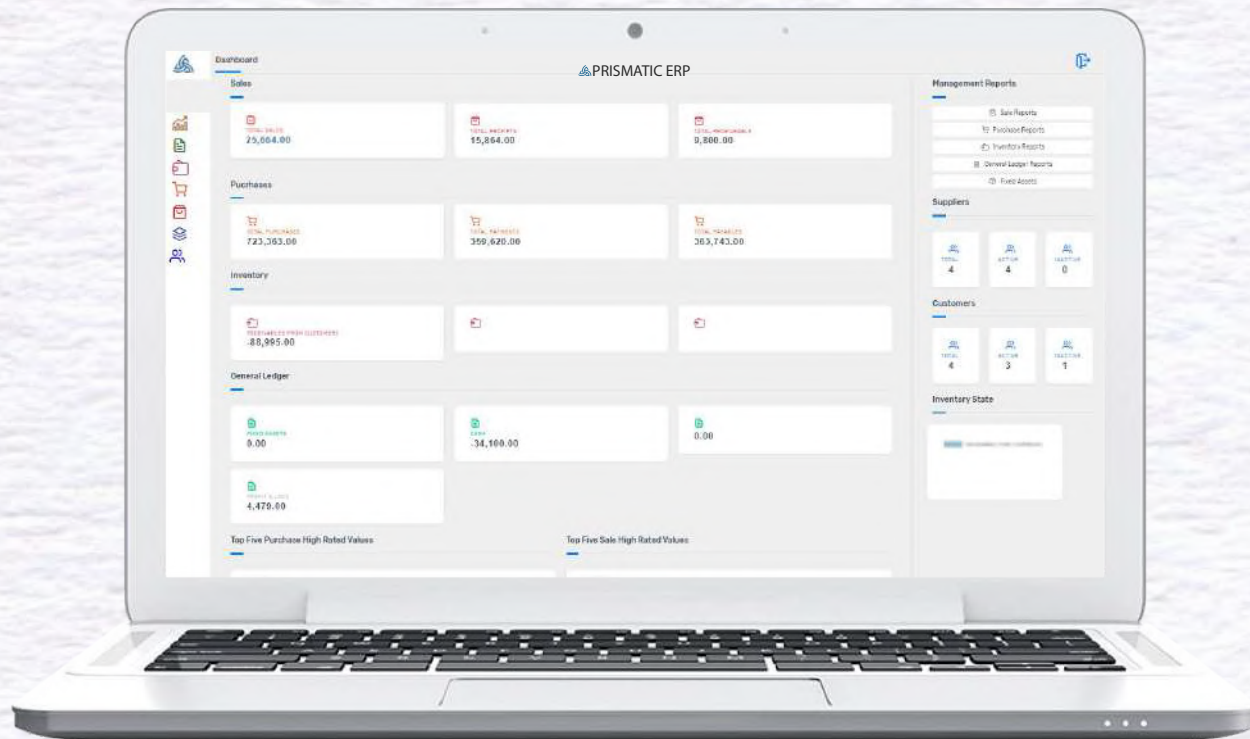 Dashboard
PRISMATIC ERP
Sales
TOTAL SALES
25,664.00
TOTAL RECEIPTS
15,864.00
TOTAL RECEIVABLE
9,800.00
Purchases
TOTAL PURCHASES
723,363.00
TOTAL PAYMENTS
359,620.00
TOTAL PAYABLES
363,743.00
Inventory
RECEIVABLES FROM CUSTOMERS
-88,995.00
General Ledger
FIXED ASSETS
0.00
CASH
-34,100.00
0.00
PROFIT & LOSS
4,479.00
Top Five Purchase High Rated Values
Top Five Sale High Rated Values
Management Reports
Sale Reports
Purchase Reports
Inventory Reports
General Ledger Reports
Fixed Assets
Suppliers
TOTAL
4
ACTIVE
4
INACTIVE
0
Customers
TOTAL
4
ACTIVE
3
INACTIVE
1
Inventory State